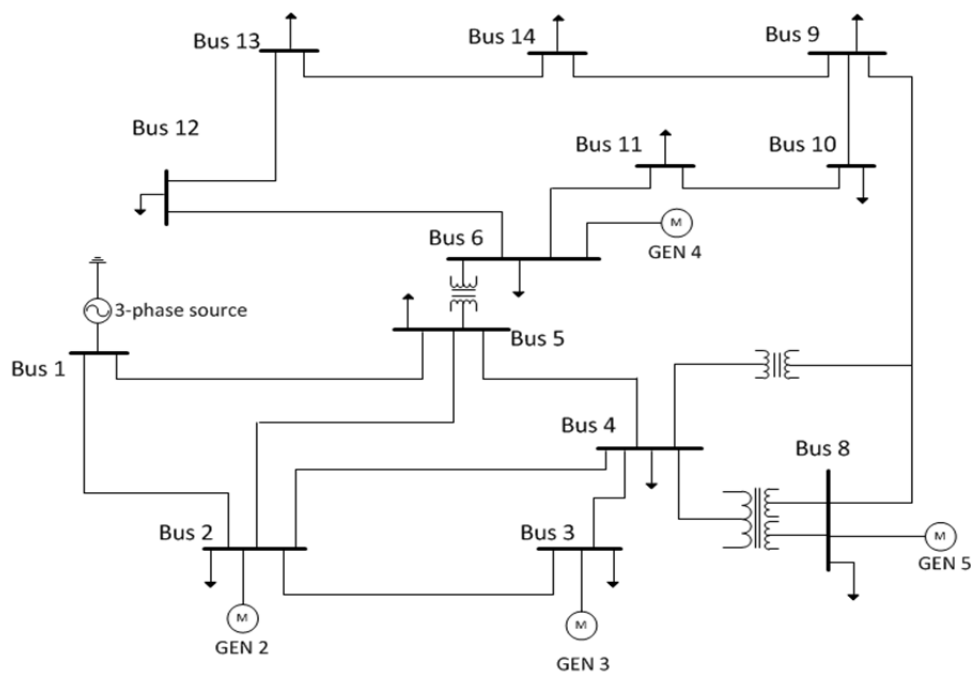 Bus 13
Bus 14
Bus 9
Bus 12
Bus 11
Bus 10
M
GEN 4
Bus 6
3-phase source
Bus 5
Bus 1
Bus 4
Bus 8
Bus 2
Bus 3
M
GEN 5
M
GEN 2
M
GEN 3